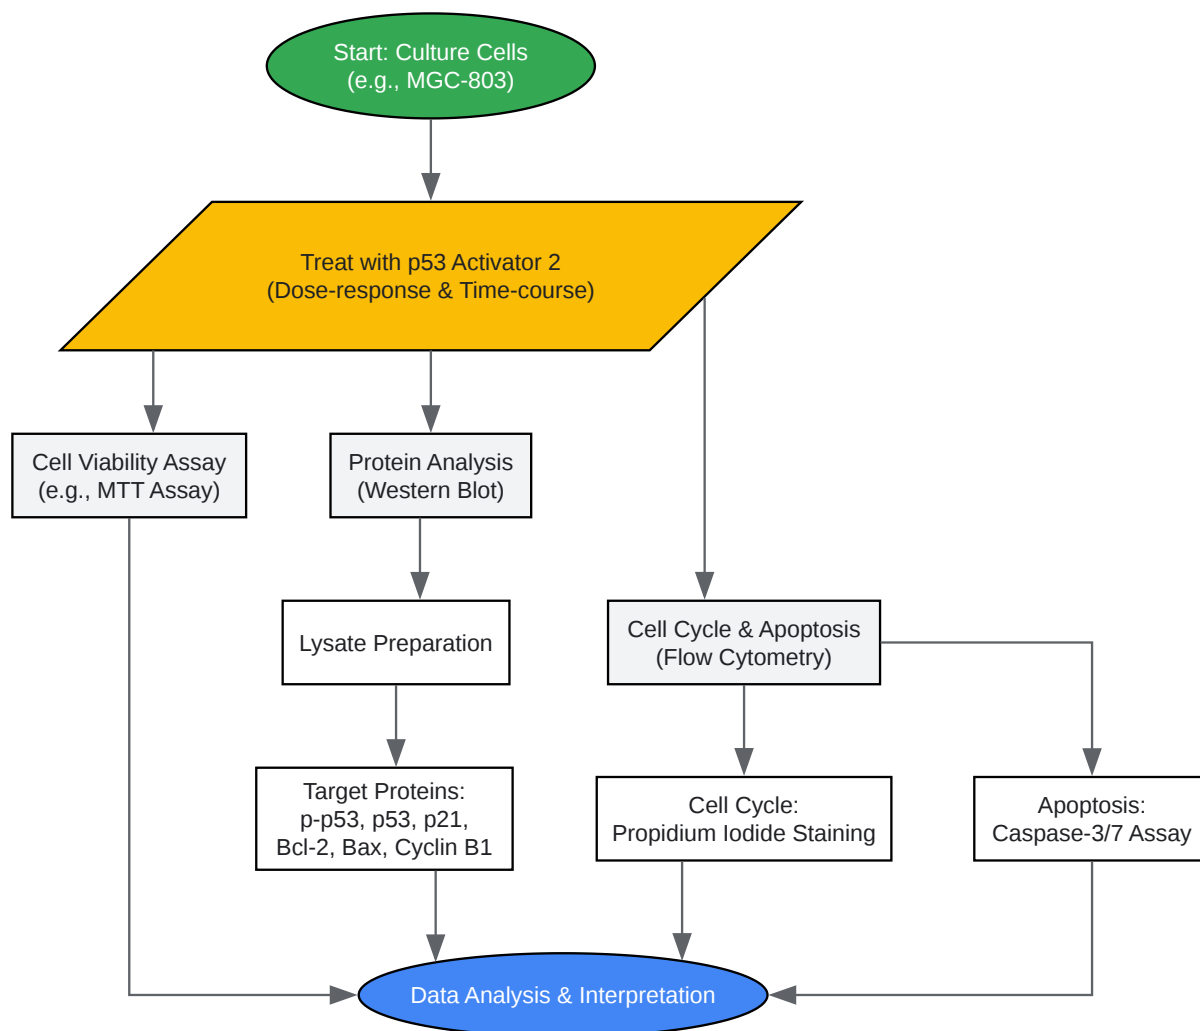 Start: Culture Cells
(e.g., MGC-803)
Treat with p53 Activator 2
(Dose-response & Time-course)
Cell Viability Assay
(e.g., MTT Assay)
Protein Analysis
(Western Blot)
Lysate Preparation
Cell Cycle & Apoptosis
(Flow Cytometry)
Target Proteins:
p-p53, p53, p21,
Bcl-2, Bax, Cyclin B1
Cell Cycle:
Propidium Iodide Staining
Apoptosis:
Caspase-3/7 Assay
Data Analysis & Interpretation